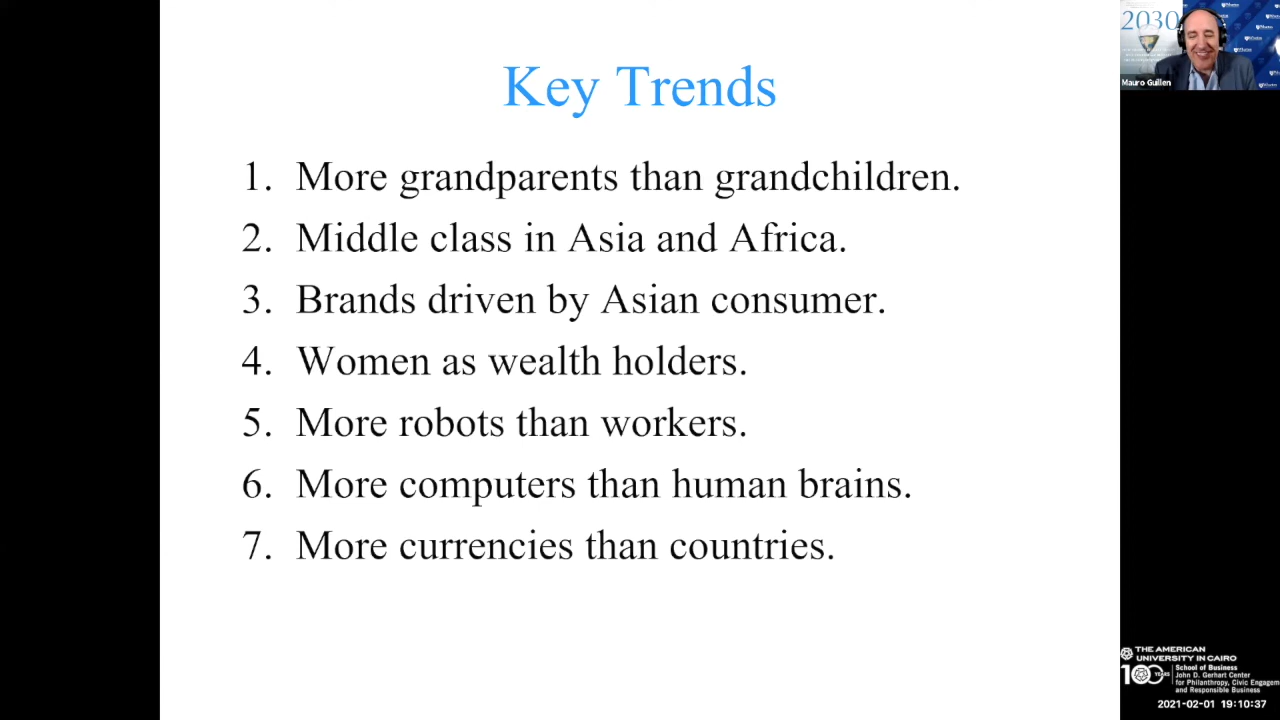 Key Trends
1. More grandparents than grandchildren.
2. Middle class in Asia and Africa.
3. Brands driven by Asian consumer.
4. Women as wealth holders.
5. More robots than workers.
6. More computers than human brains.
7. More currencies than countries.
2030
Mauro Guillen
THE AMERICAN
UNIVERSITY IN CAIRO
100 YEARS
School of Business
John D. Gerhart Center
for Philanthropy, Civic Engagem
and Responsible Business
2021-02-01 19:10:37